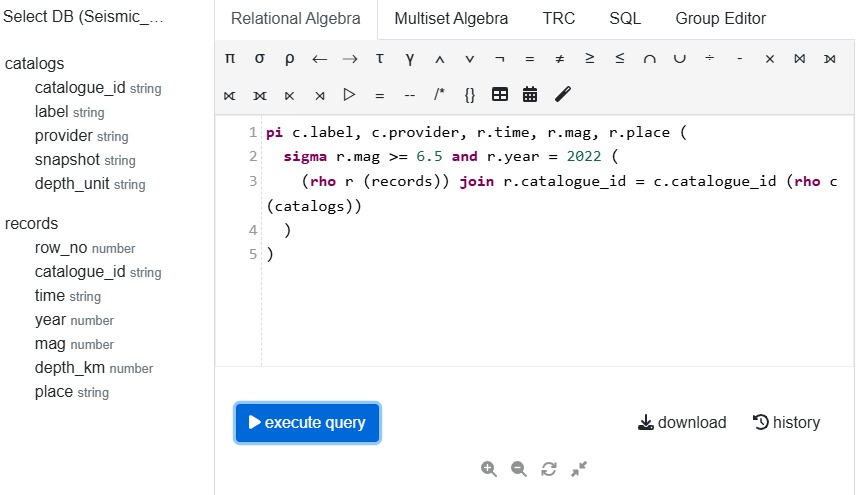 Select DB (Seismic_...
Relational Algebra Multiset Algebra TRC SQL Group Editor
catalogs
catalogue_id string
label string
provider string
snapshot string
depth_unit string
records
row_no number
catalogue_id string
time string
year number
mag number
depth_km number
place string
π σ ρ ← → τ γ ∧ ∨ ¬ = ≠ ≥ ≤ ∩ ∪ ÷ - × ⋈ ⟕
⟖ ⟗ ⋉ ⋊ ▷ = -- /* {}
1 pi c.label, c.provider, r.time, r.mag, r.place (
2 sigma r.mag >= 6.5 and r.year = 2022 (
3 (rho r (records)) join r.catalogue_id = c.catalogue_id (rho c
(catalogs))
4 )
5 )
execute query
download history